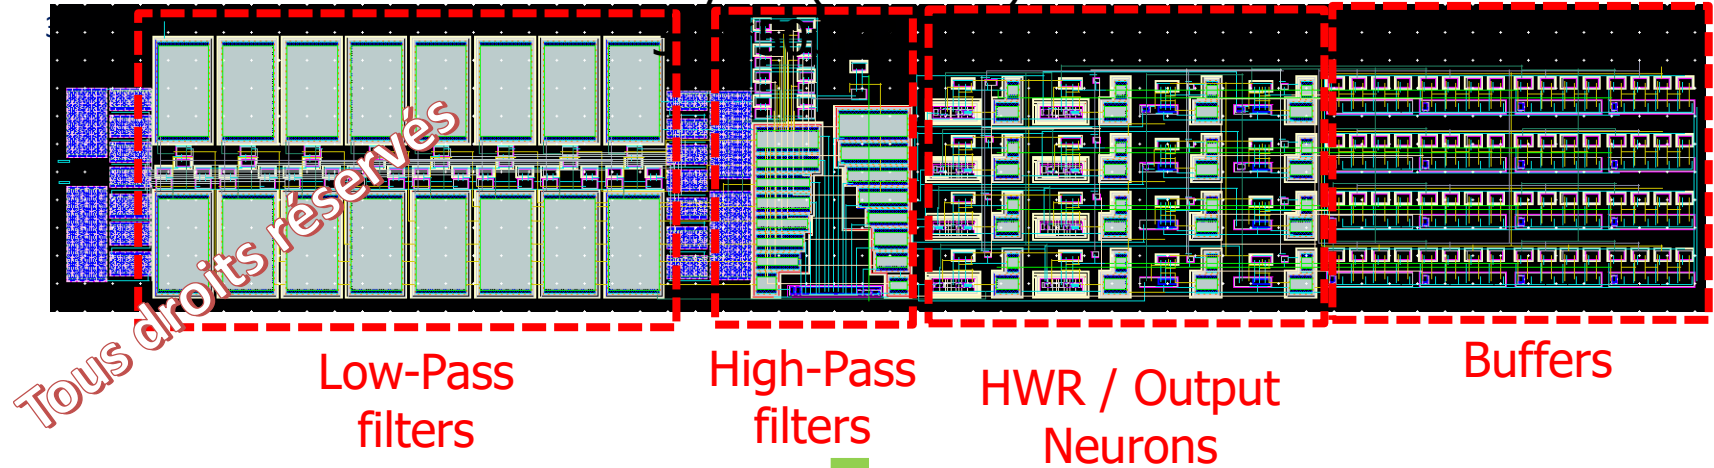 Tous droits réservés
Low-Pass
filters
High-Pass
filters
HWR / Output
Neurons
Buffers